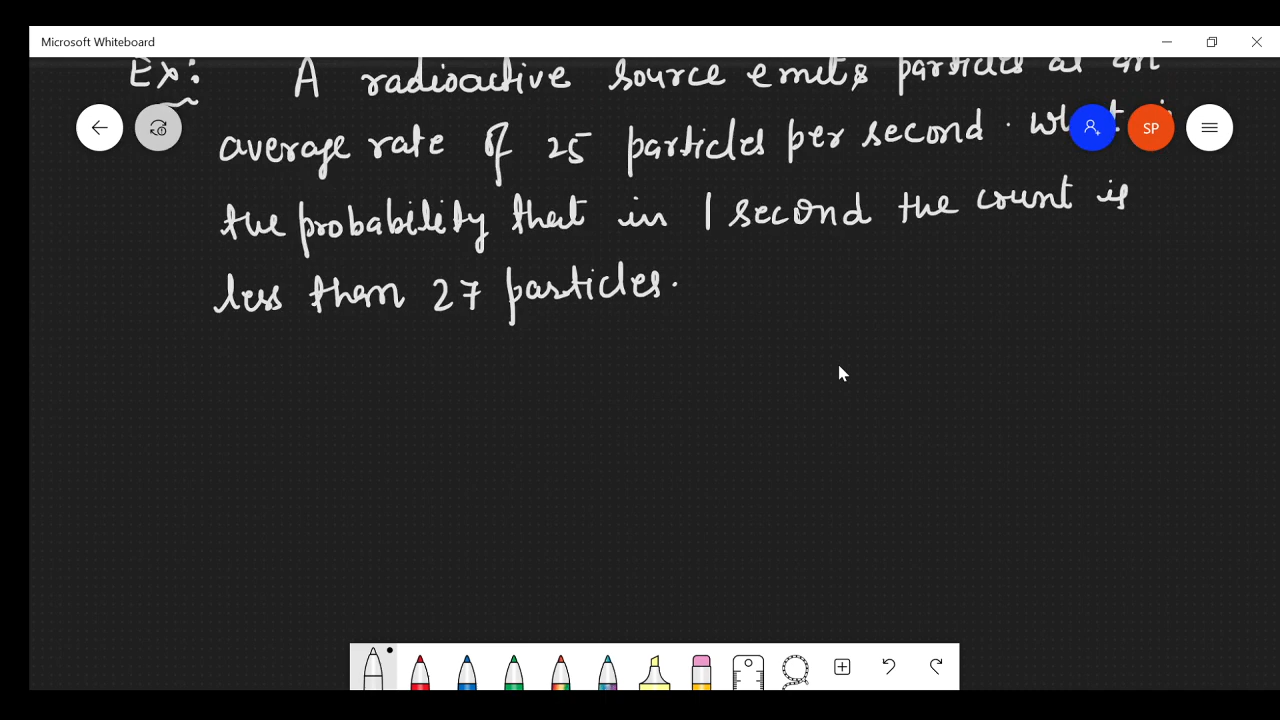 Microsoft Whiteboard
Ex: A radioactive source emits particles at an
average rate of 25 particles per second. what is
SP
the probability that in 1 second the count is
less them 27 particles.